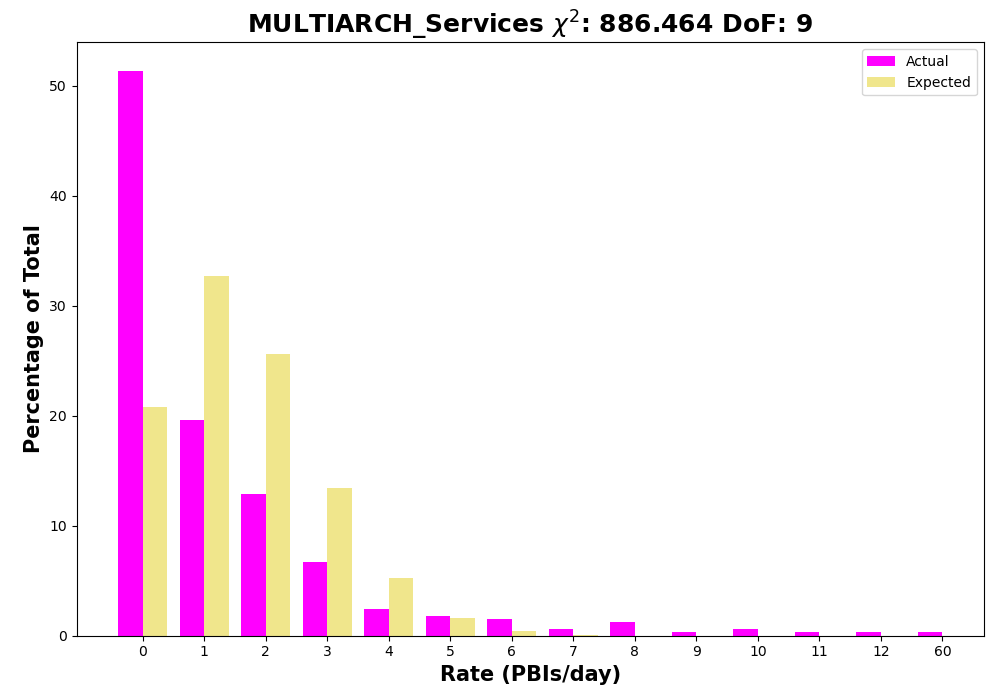 MULTIARCH_Services χ²: 886.464 DoF: 9
Actual
Expected
Percentage of Total
50
40
30
20
10
0
0 1 2 3 4 5 6 7 8 9 10 11 12 60
Rate (PBIs/day)